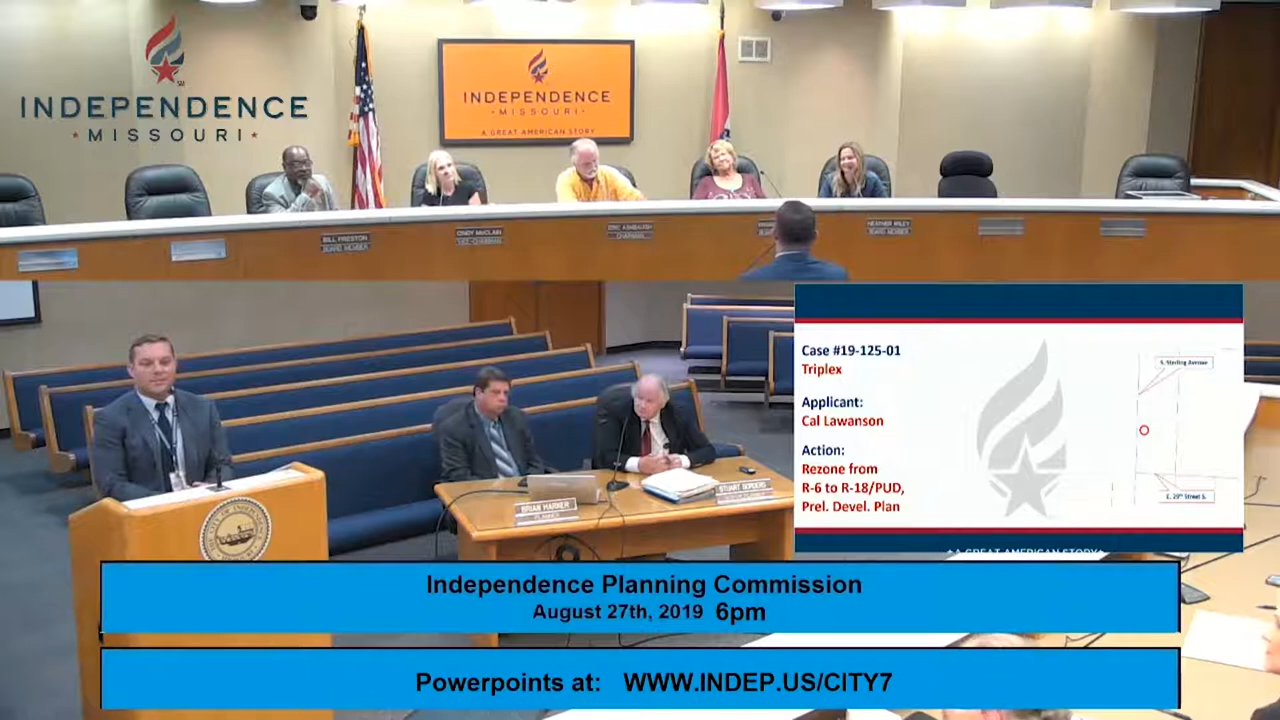 INDEPENDENCE
MISSOURI
INDEPENDENCE
MISSOURI
A GREAT AMERICAN STORY
BILL PRESTON
BOARD MEMBER
CINDY McCLAIN
VICE-CHAIRMAN
ERIC ASHBAUGH
CHAIRMAN
HEATHER WILEY
BOARD MEMBER
Case #19-125-01
Triplex
Applicant:
Cal Lawanson
Action:
Rezone from
R-6 to R-18/PUD,
Prel. Devel. Plan
S. Sterling Avenue
E. 29th Street S.
*A GREAT AMERICAN STORY*
BRIAN HARKER
PLANNER
STUART BORDERS
Independence Planning Commission
August 27th, 2019 6pm
Powerpoints at: WWW.INDEP.US/CITY7